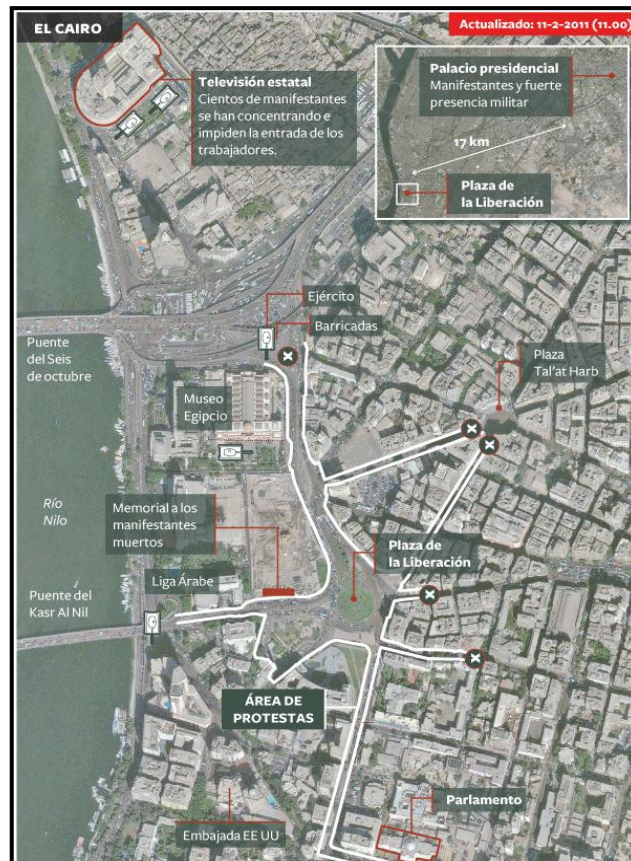 EL CAIRO
Actualizado: 11-2-2011 (11.00)
Televisión estatal
Cientos de manifestantes
se han concentrando e
impiden la entrada de los
trabajadores.
Palacio presidencial
Manifestantes y fuerte
presencia militar
17 km
Plaza de
la Liberación
Ejército
Barricadas
Puente
del Seis
de octubre
Plaza
Tal'at Harb
Museo
Egipcio
Río
Nilo
Memorial a los
manifestantes
muertos
Plaza de
la Liberación
Liga Árabe
Puente del
Kasr Al Nil
ÁREA DE
PROTESTAS
Parlamento
Embajada EE UU